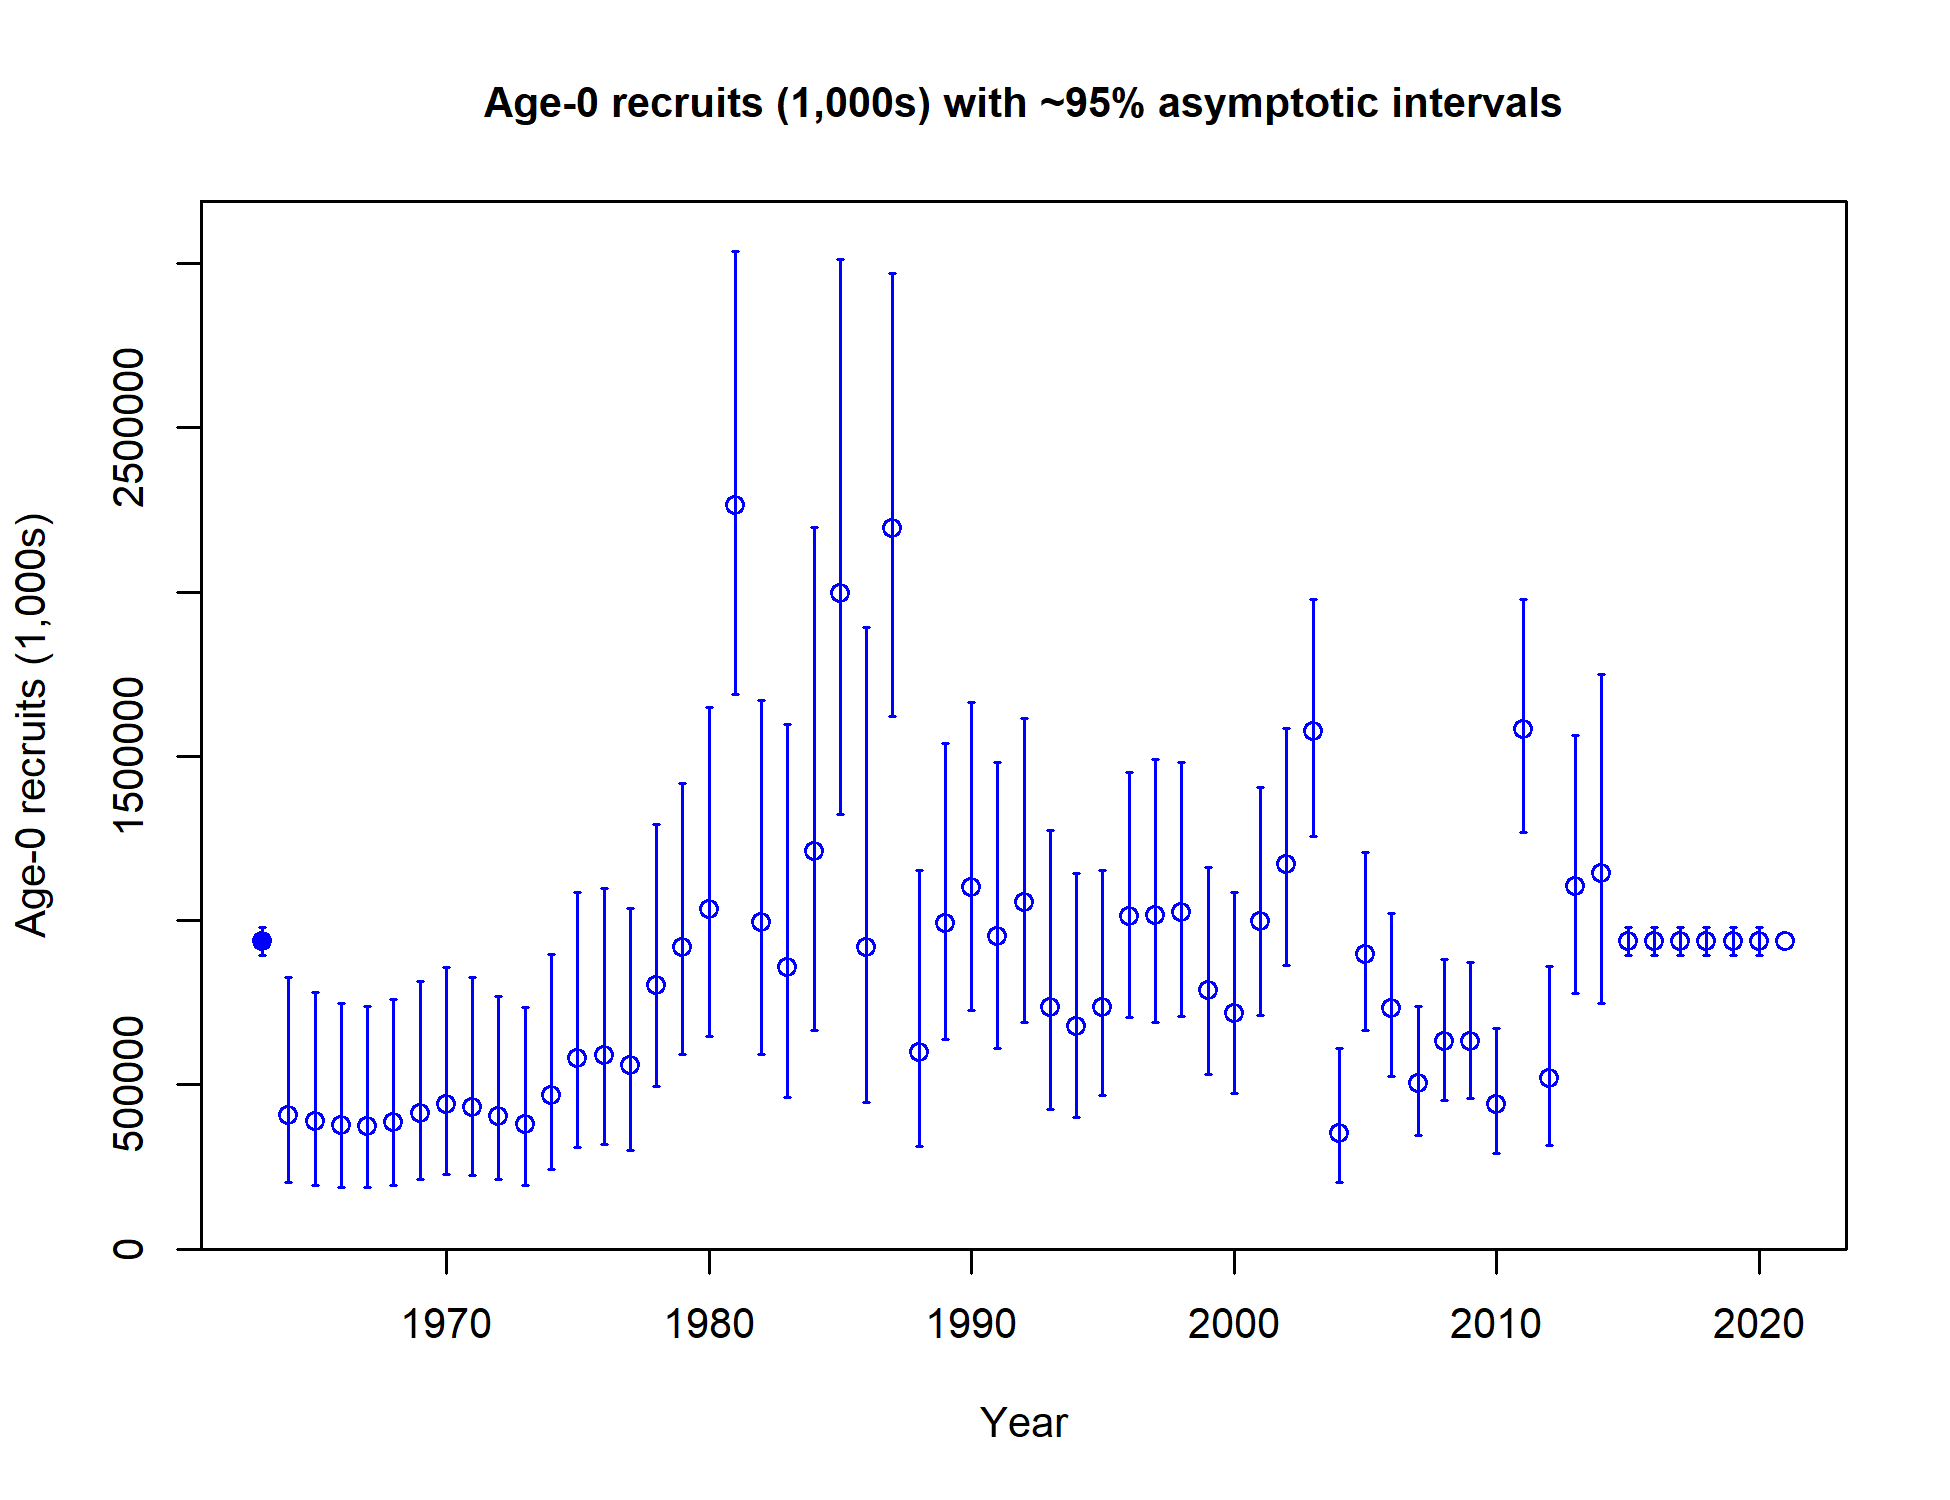 Age-0 recruits (1,000s) with ~95% asymptotic intervals
Age-0 recruits (1,000s)
2500000
1500000
500000
0
1970 1980 1990 2000 2010 2020
Year